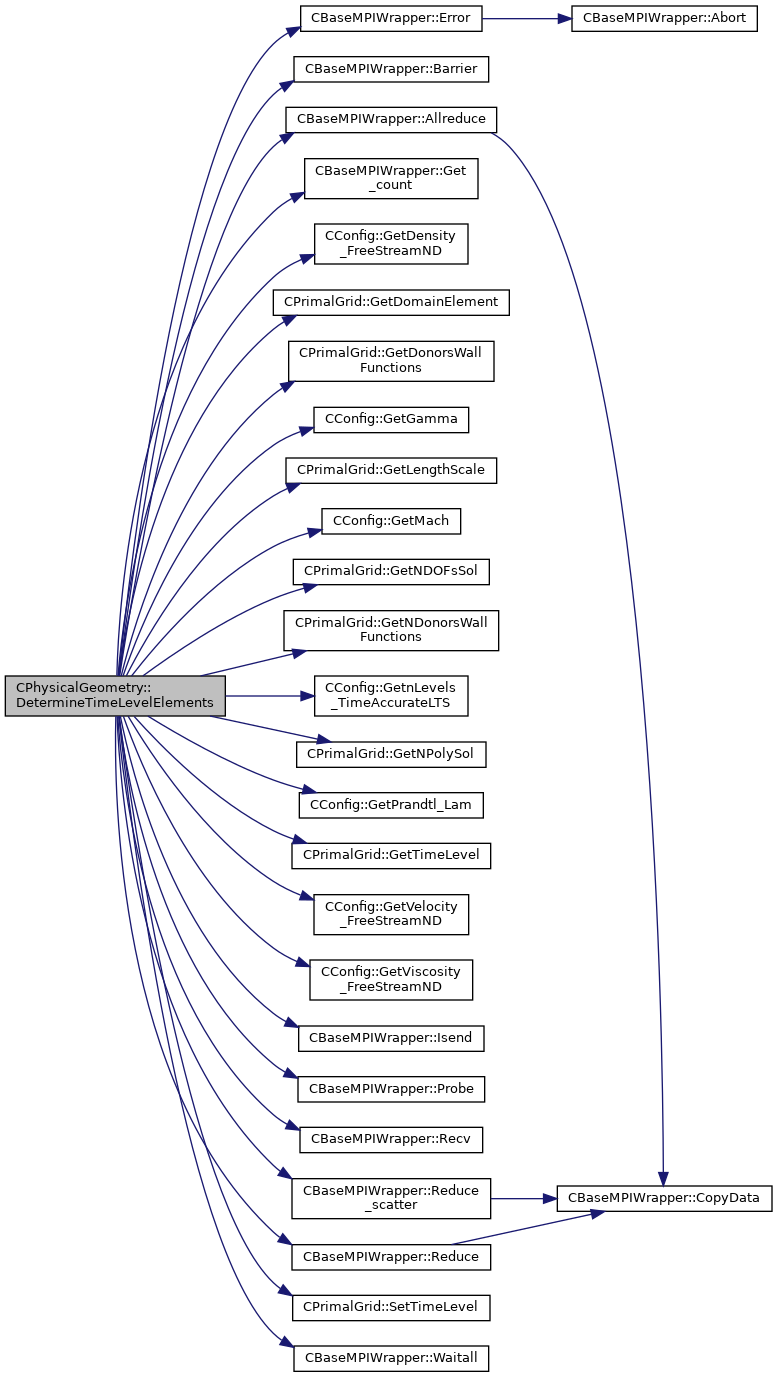 CBaseMPIWrapper::Error
CBaseMPIWrapper::Abort
CBaseMPIWrapper::Barrier
CBaseMPIWrapper::Allreduce
CBaseMPIWrapper::Get
_count
CConfig::GetDensity
_FreeStreamND
CPrimalGrid::GetDomainElement
CPrimalGrid::GetDonorsWall
Functions
CConfig::GetGamma
CPrimalGrid::GetLengthScale
CConfig::GetMach
CPrimalGrid::GetNDOFsSol
CPrimalGrid::GetNDonorsWall
Functions
CPhysicalGeometry::
DetermineTimeLevelElements
CConfig::GetnLevels
_TimeAccurateLTS
CPrimalGrid::GetNPolySol
CConfig::GetPrandtl_Lam
CPrimalGrid::GetTimeLevel
CConfig::GetVelocity
_FreeStreamND
CConfig::GetViscosity
_FreeStreamND
CBaseMPIWrapper::Isend
CBaseMPIWrapper::Probe
CBaseMPIWrapper::Recv
CBaseMPIWrapper::Reduce
_scatter
CBaseMPIWrapper::CopyData
CBaseMPIWrapper::Reduce
CPrimalGrid::SetTimeLevel
CBaseMPIWrapper::Waitall